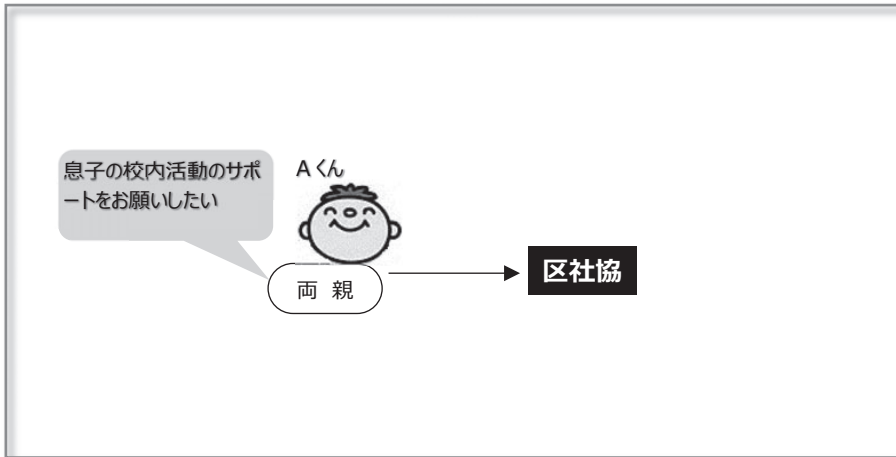 息子の校内活動のサポ
ートをお願いしたい
Aくん
両 親
区社協